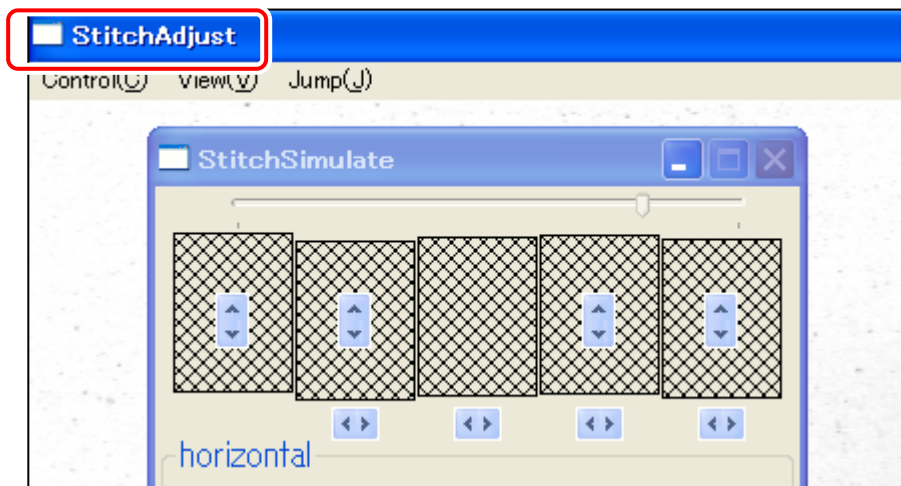 StitchAdjust
Control(C) View(V) Jump(J)
StitchSimulate
horizontal